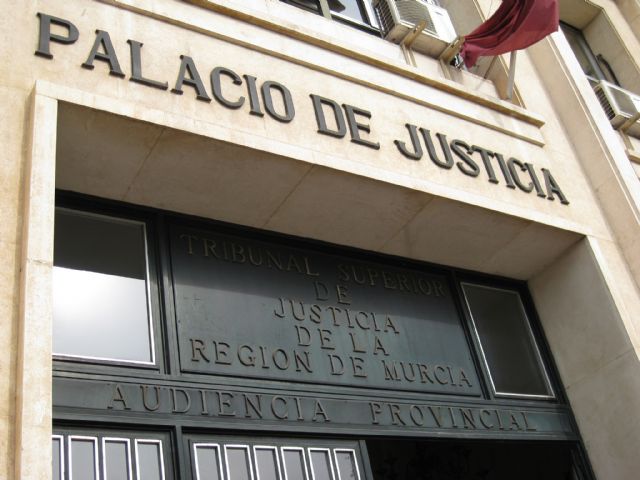 PALACIO DE JUSTICIA
TRIBUNAL SUPERIOR
DE
JUSTICIA
DE LA
REGION DE MURCIA
AUDIENCIA PROVINCIAL